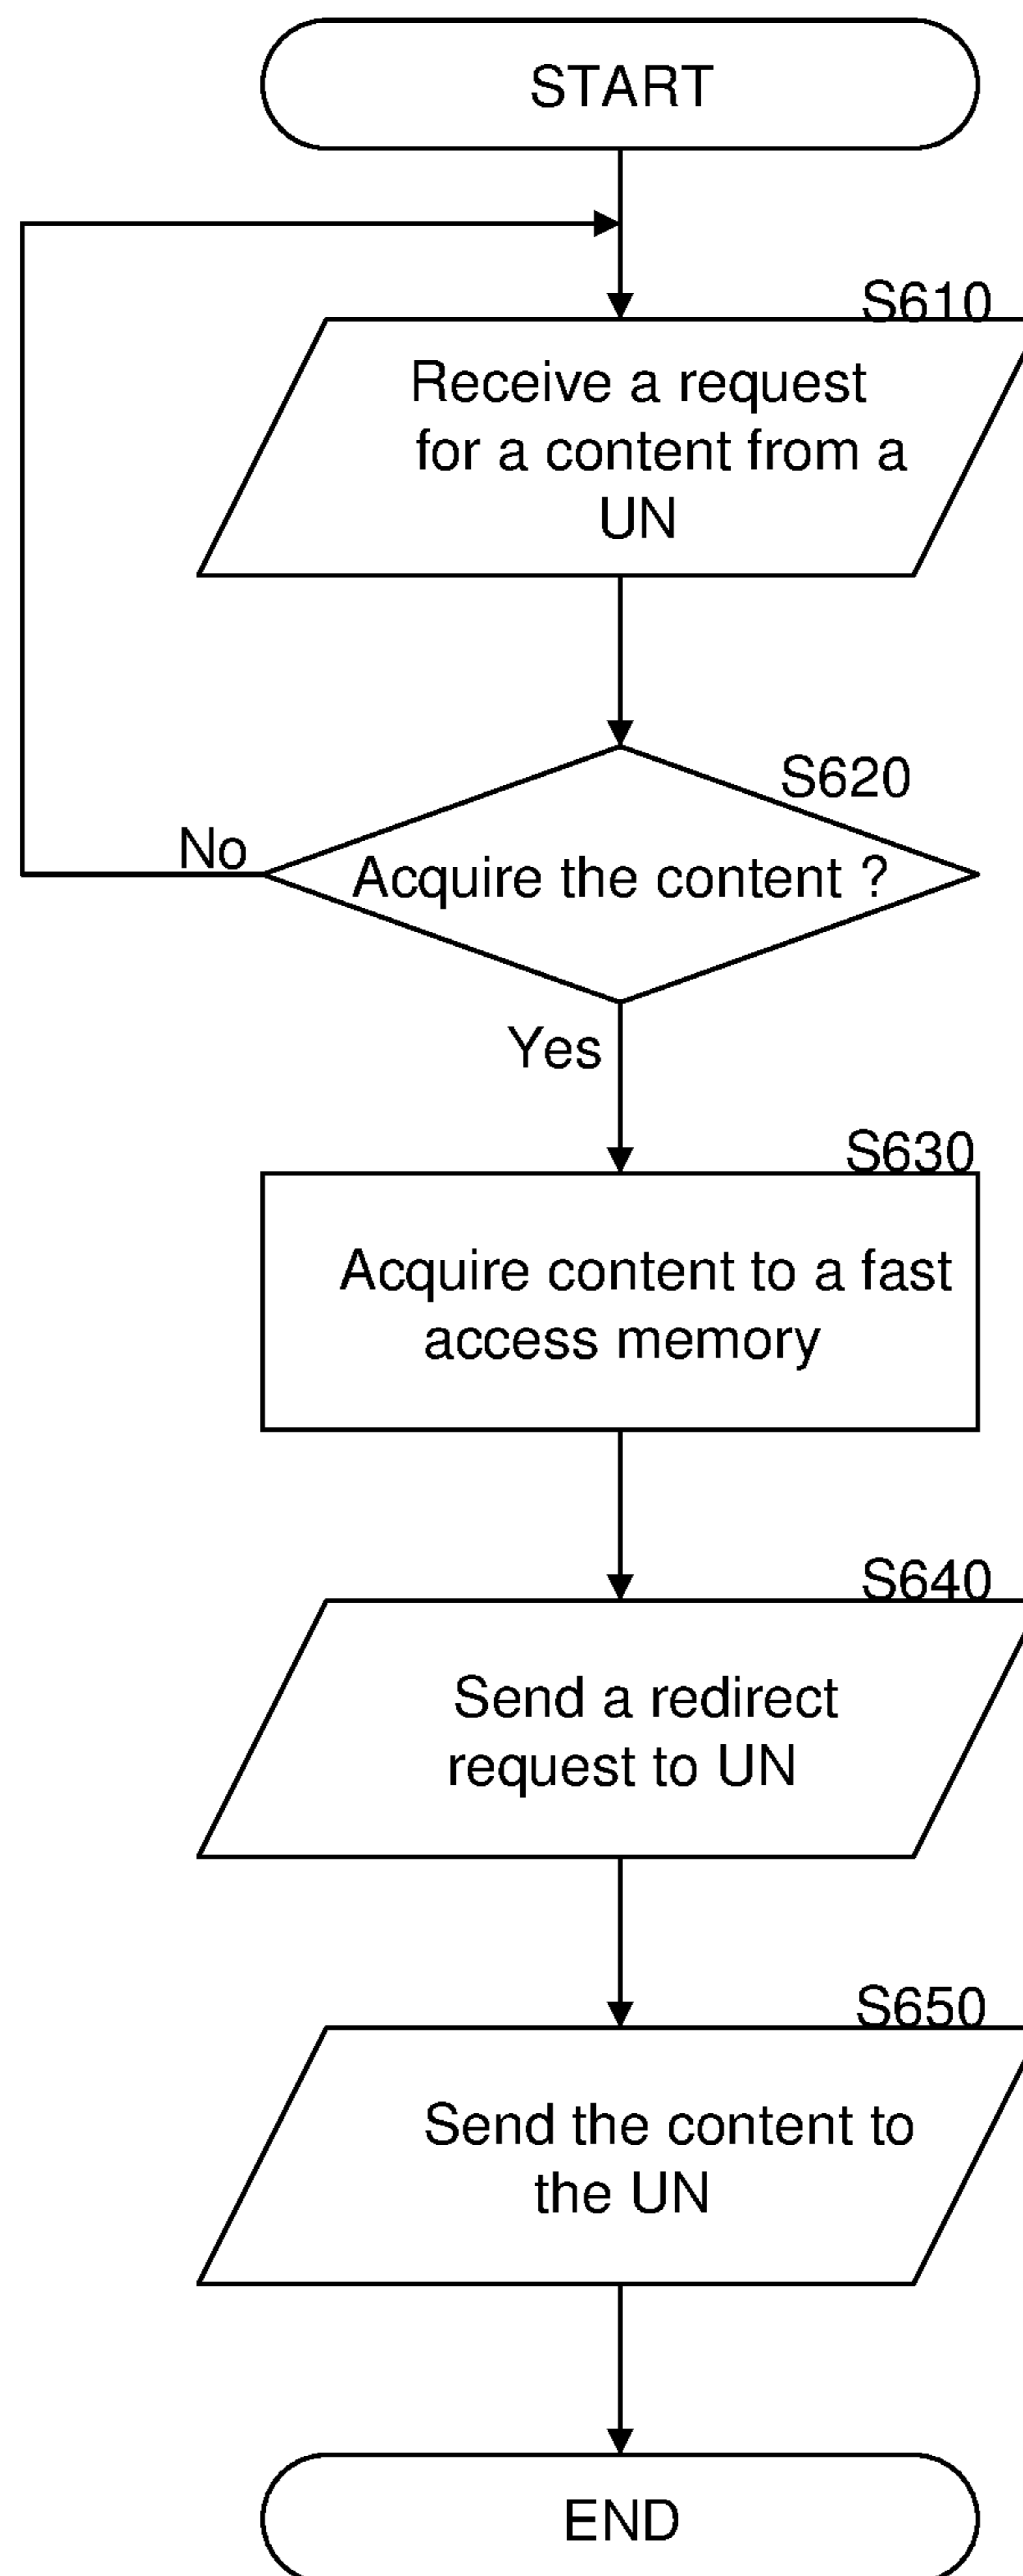 START
S610
Receive a request
for a content from a
UN
S620
No
Acquire the content ?
Yes
S630
Acquire content to a fast
access memory
S640
Send a redirect
request to UN
S650
Send the content to
the UN
END